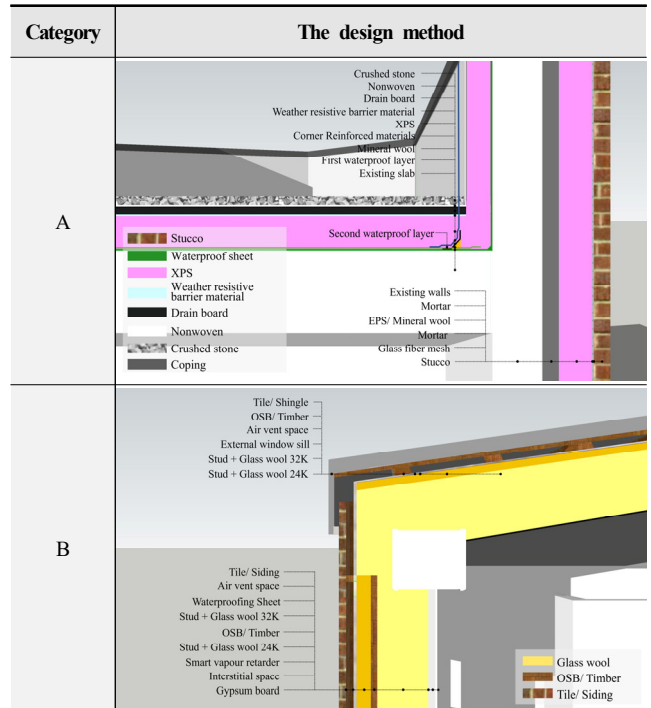 Category
The design method
A
Crushed stone
Nonwoven
Drain board
Weather resistive barrier material
XPS
Corner Reinforced materials
Mineral wool
First waterproof layer
Existing slab
Second waterproof layer
Stucco
Waterproof sheet
XPS
Weather resistive
barrier material
Drain board
Nonwoven
Crushed stone
Coping
Existing walls
Mortar
EPS/ Mineral wool
Mortar
Glass fiber mesh
Stucco
B
Tile/ Shingle
OSB/ Timber
Air vent space
External window sill
Stud + Glass wool 32K
Stud + Glass wool 24K
Tile/ Siding
Air vent space
Waterproofing Sheet
Stud + Glass wool 32K
OSB/ Timber
Stud + Glass wool 24K
Smart vapour retarder
Interstitial space
Gypsum board
Glass wool
OSB/ Timber
Tile/ Siding